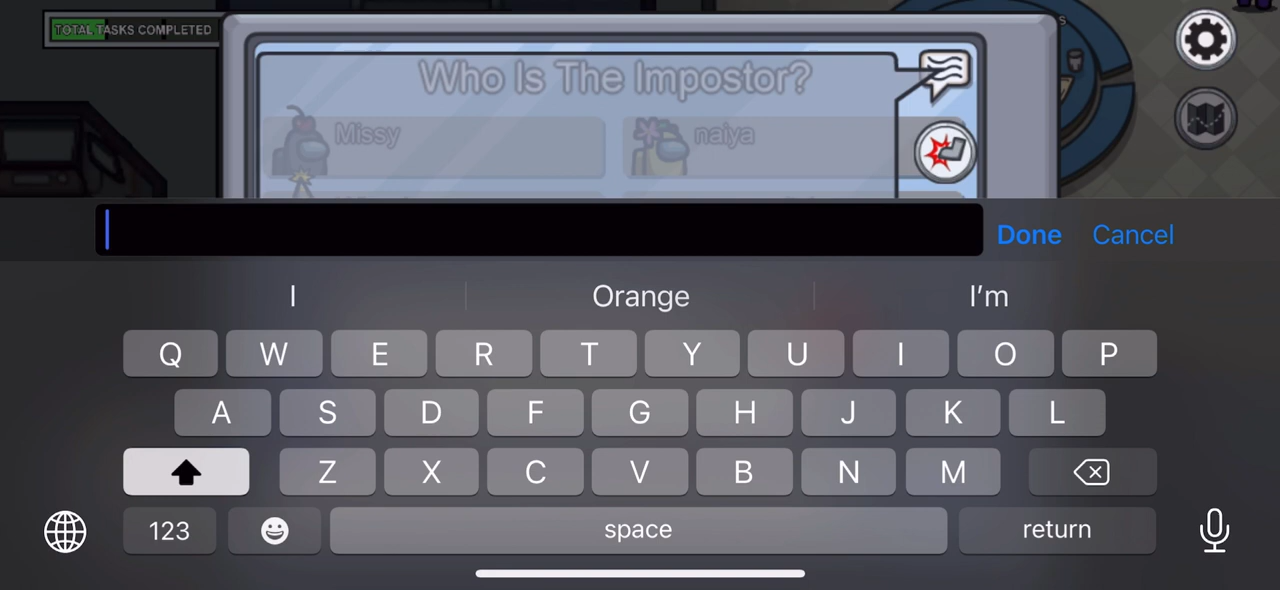 TOTAL TASKS COMPLETED
S
Who Is The Impostor?
Missy
naiya
Done Cancel
I Orange I’m
Q W E R T Y U I O P
A S D F G H J K L
Z X C V B N M
123 space return